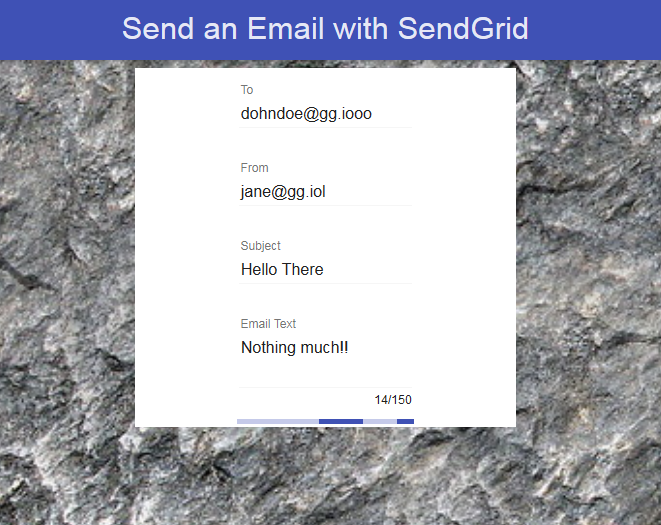 Send an Email with SendGrid
To
dohndoe@gg.iooo
From
jane@gg.iol
Subject
Hello There
Email Text
Nothing much!!
14/150